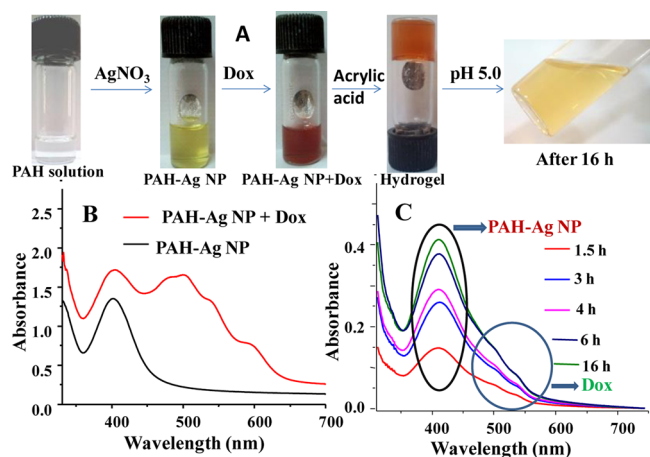 A
AgNO3
Dox
Acrylic
acid
pH 5.0
PAH solution
PAH-Ag NP
PAH-Ag NP+Dox
Hydrogel
After 16 h
B
PAH-Ag NP + Dox
PAH-Ag NP
Absorbance
2.5
2.0
1.5
1.0
0.5
0.0
400
500
600
700
Wavelength (nm)
C
PAH-Ag NP
1.5 h
3 h
4 h
6 h
16 h
Dox
Absorbance
0.4
0.2
0.0
400
500
600
700
Wavelength (nm)